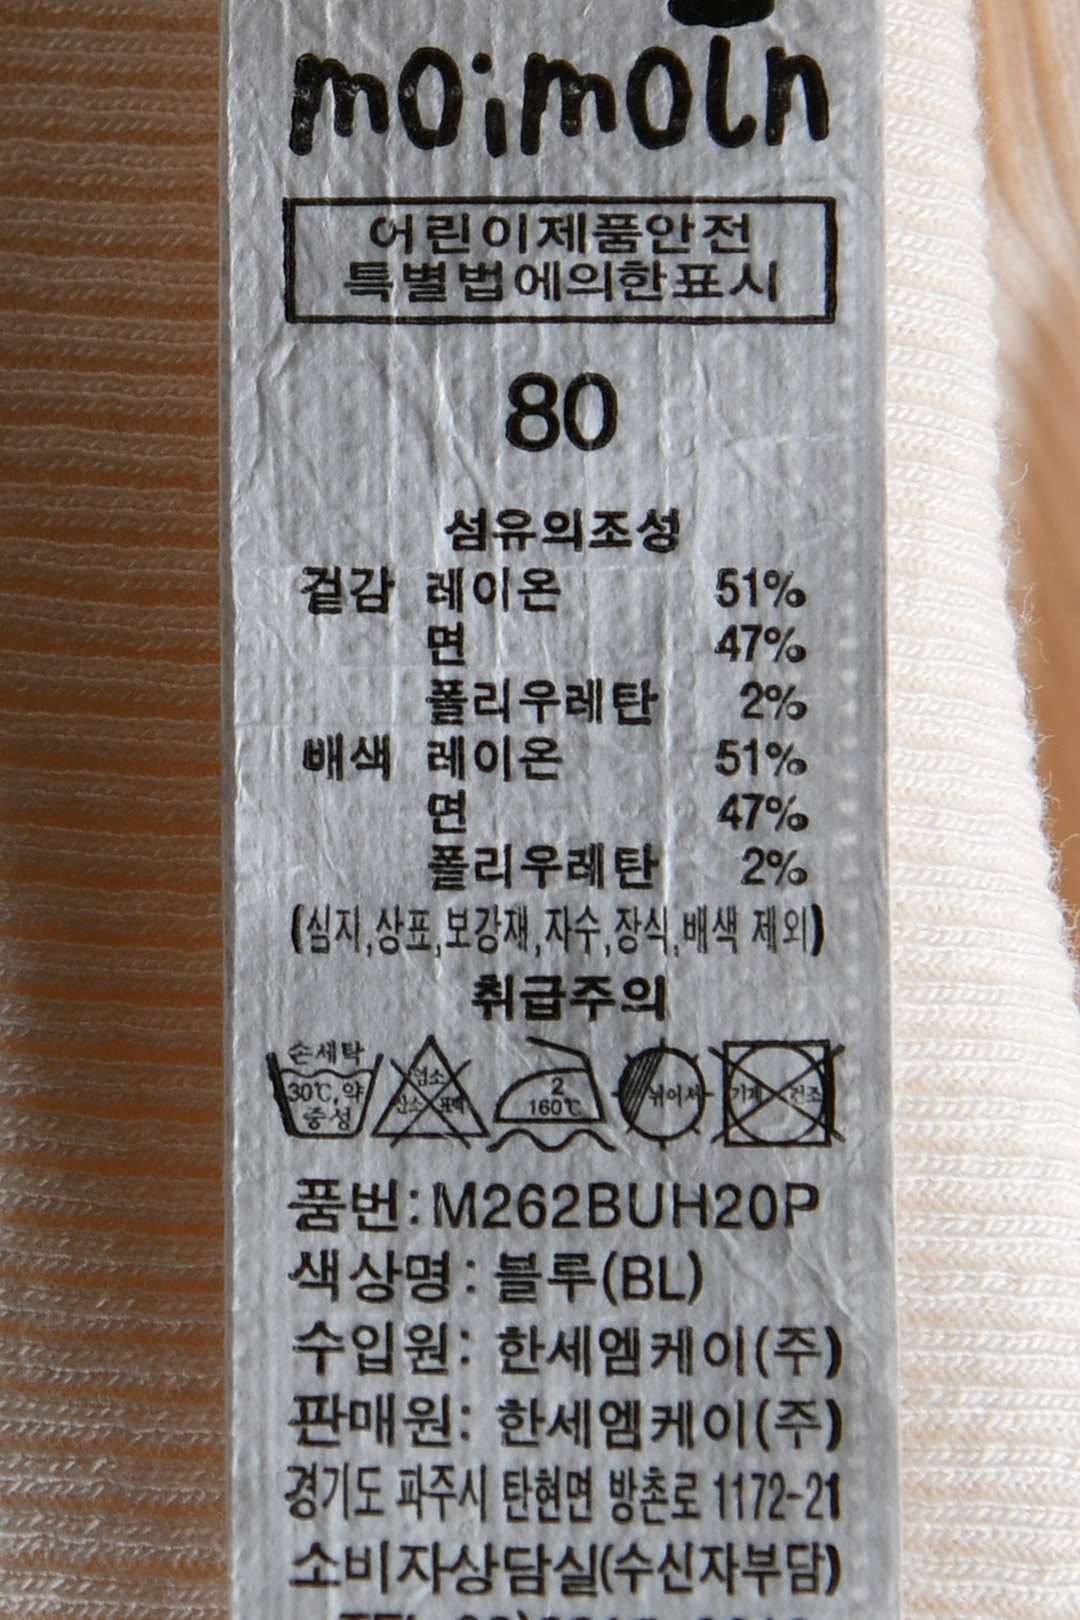 moimoln
어린이제품안전
특별법에의한표시
80
섬유의조성
겉감 레이온 51%
면 47%
폴리우레탄 2%
배색 레이온 51%
면 47%
폴리우레탄 2%
(심지,상표,보강재,자수,장식,배색 제외)
취급주의
손세탁
30℃,약
중성
염소
산소 표백
2
160℃
뉘어서
기계 건조
품번:M262BUH20P
색상명: 블루(BL)
수입원: 한세엠케이(주)
판매원: 한세엠케이(주)
경기도 파주시 탄현면 방촌로 1172-21
소비자상담실(수신자부담)